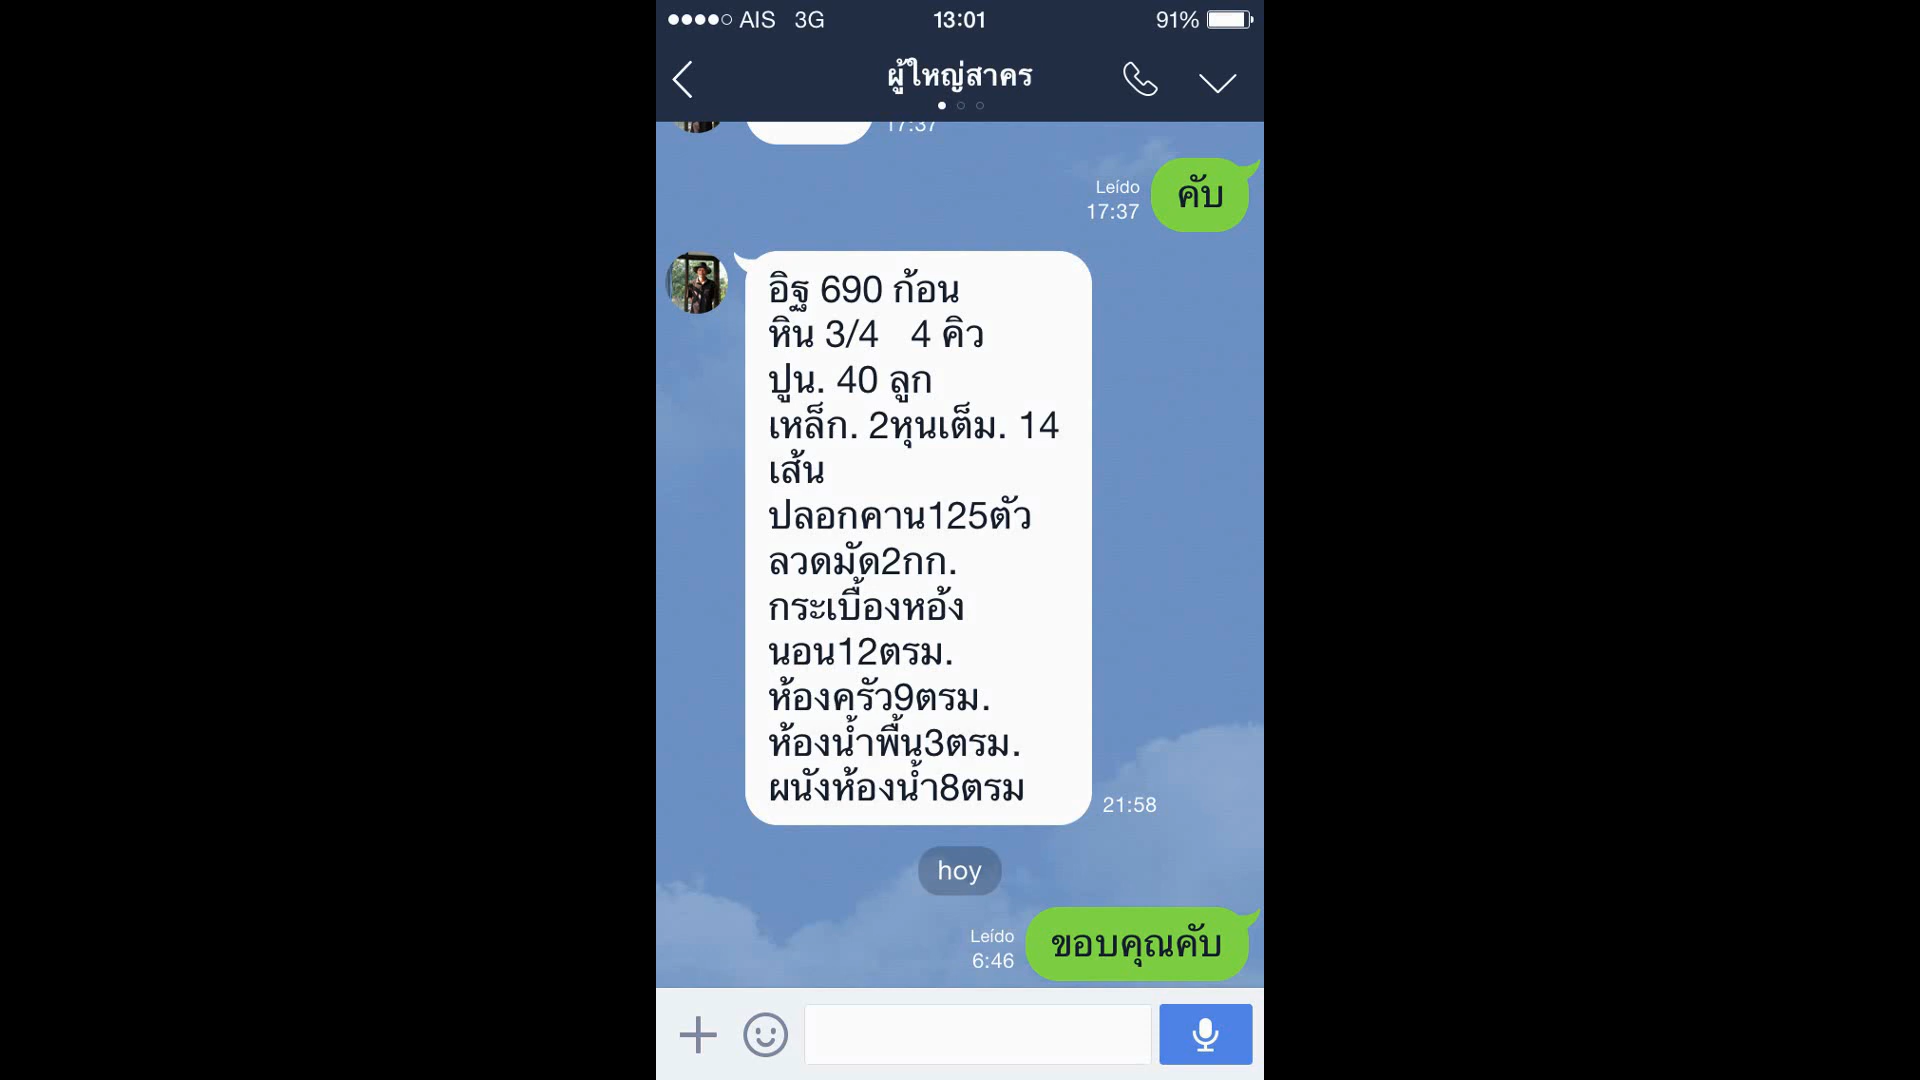 AIS 3G 13:01 91%
ผู้ใหญ่สาคร
17:37
คับ
Leído
17:37
อิฐ 690 ก้อน
หิน 3/4 4 คิว
ปูน. 40 ลูก
เหล็ก. 2หุนเต็ม. 14
เส้น
ปลอกคาน125ตัว
ลวดมัด2กก.
กระเบื้องหอ้ง
นอน12ตรม.
ห้องครัว9ตรม.
ห้องน้ำพื้น3ตรม.
ผนังห้องน้ำ8ตรม
21:58
hoy
ขอบคุณคับ
Leído
6:46